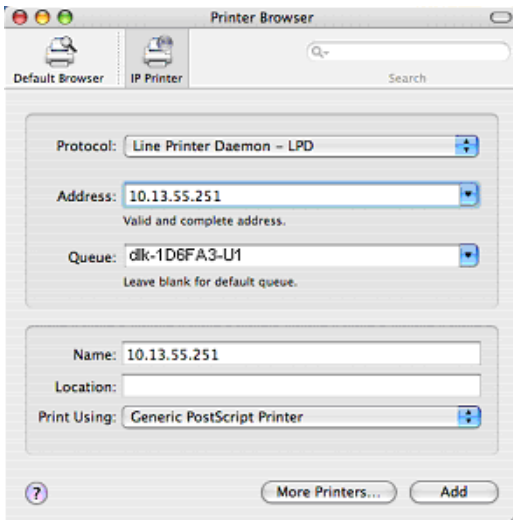 Printer Browser
Default Browser
IP Printer
Search
Protocol: Line Printer Daemon – LPD
Address: 10.13.55.251
Valid and complete address.
Queue: dlk-1D6FA3-U1
Leave blank for default queue.
Name: 10.13.55.251
Location:
Print Using: Generic PostScript Printer
? More Printers... Add